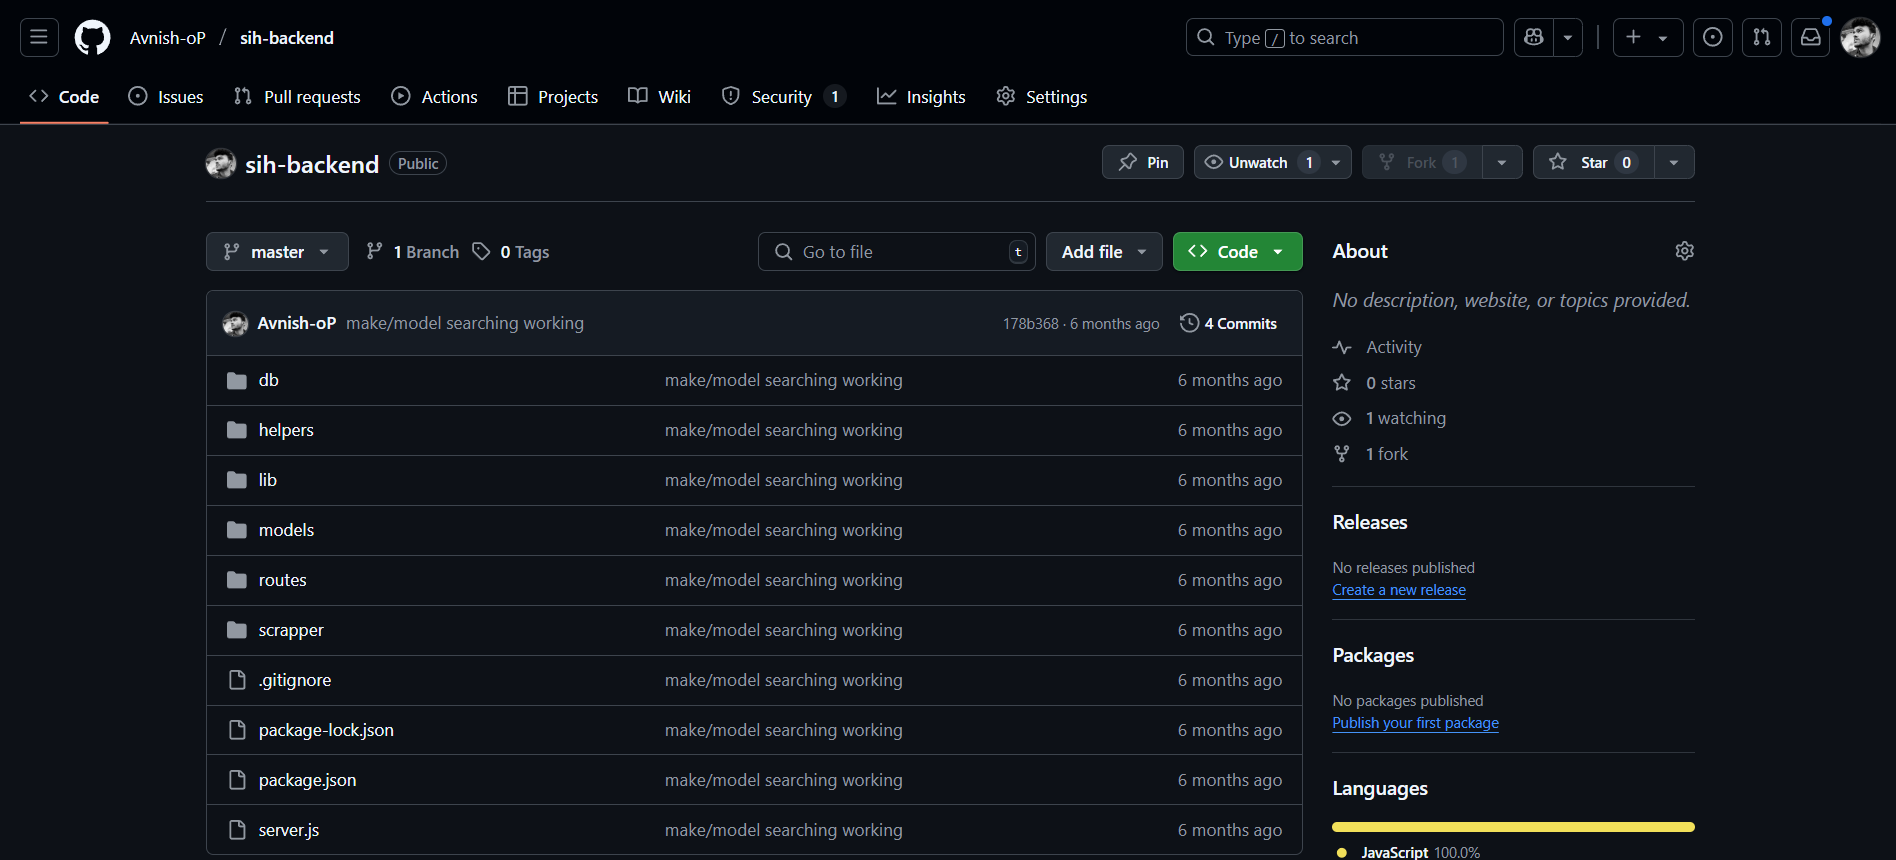 Avnish-oP / sih-backend
Type / to search
Code
Issues
Pull requests
Actions
Projects
Wiki
Security 1
Insights
Settings
sih-backend Public
Pin
Unwatch 1
Fork 1
Star 0
master
1 Branch
0 Tags
Go to file t
Add file
Code
Avnish-oP make/model searching working 178b368 · 6 months ago 4 Commits
db make/model searching working 6 months ago
helpers make/model searching working 6 months ago
lib make/model searching working 6 months ago
models make/model searching working 6 months ago
routes make/model searching working 6 months ago
scrapper make/model searching working 6 months ago
.gitignore make/model searching working 6 months ago
package-lock.json make/model searching working 6 months ago
package.json make/model searching working 6 months ago
server.js make/model searching working 6 months ago
About
No description, website, or topics provided.
Activity
0 stars
1 watching
1 fork
Releases
No releases published
Create a new release
Packages
No packages published
Publish your first package
Languages
JavaScript 100.0%